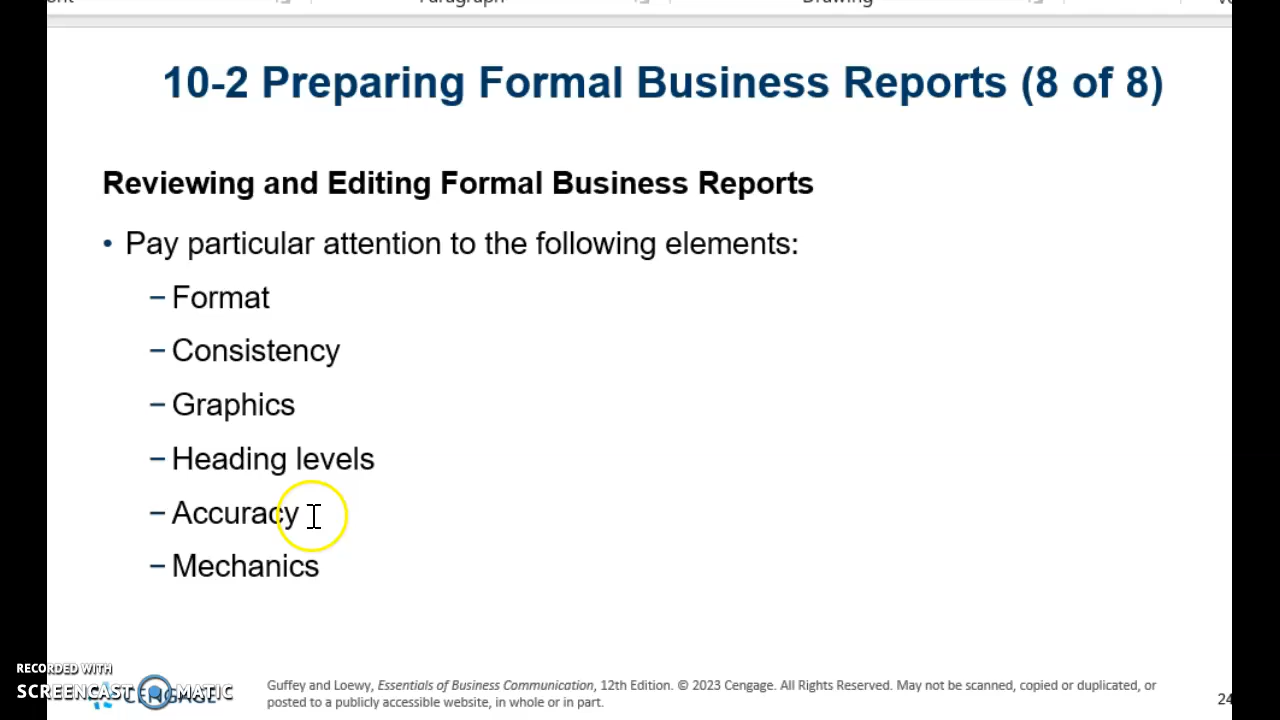 Paragraph
Drawing
10-2 Preparing Formal Business Reports (8 of 8)
Reviewing and Editing Formal Business Reports
• Pay particular attention to the following elements:
– Format
– Consistency
– Graphics
– Heading levels
– Accuracy
– Mechanics
RECORDED WITH
SCREENCAST MATIC
CENGAGE
Guffey and Loewy, Essentials of Business Communication, 12th Edition. © 2023 Cengage. All Rights Reserved. May not be scanned, copied or duplicated, or
posted to a publicly accessible website, in whole or in part.
24